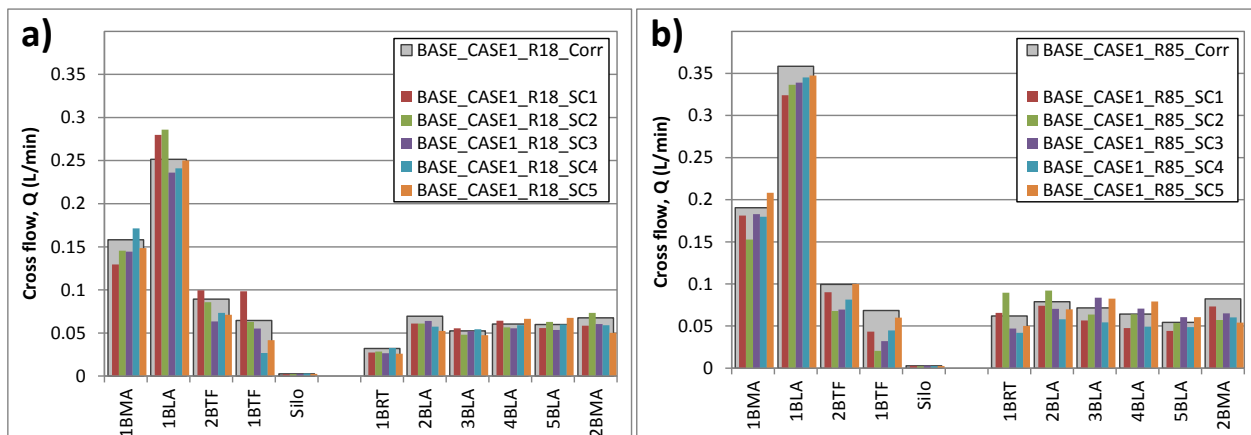 a)
Cross flow, Q (L/min)
0.35
0.3
0.25
0.2
0.15
0.1
0.05
0
BASE_CASE1_R18_Corr
BASE_CASE1_R18_SC1
BASE_CASE1_R18_SC2
BASE_CASE1_R18_SC3
BASE_CASE1_R18_SC4
BASE_CASE1_R18_SC5
1BMA
1BLA
2BTF
1BTF
Silo
1BRT
2BLA
3BLA
4BLA
5BLA
2BMA
b)
Cross flow, Q (L/min)
0.35
0.3
0.25
0.2
0.15
0.1
0.05
0
BASE_CASE1_R85_Corr
BASE_CASE1_R85_SC1
BASE_CASE1_R85_SC2
BASE_CASE1_R85_SC3
BASE_CASE1_R85_SC4
BASE_CASE1_R85_SC5
1BMA
1BLA
2BTF
1BTF
Silo
1BRT
2BLA
3BLA
4BLA
5BLA
2BMA